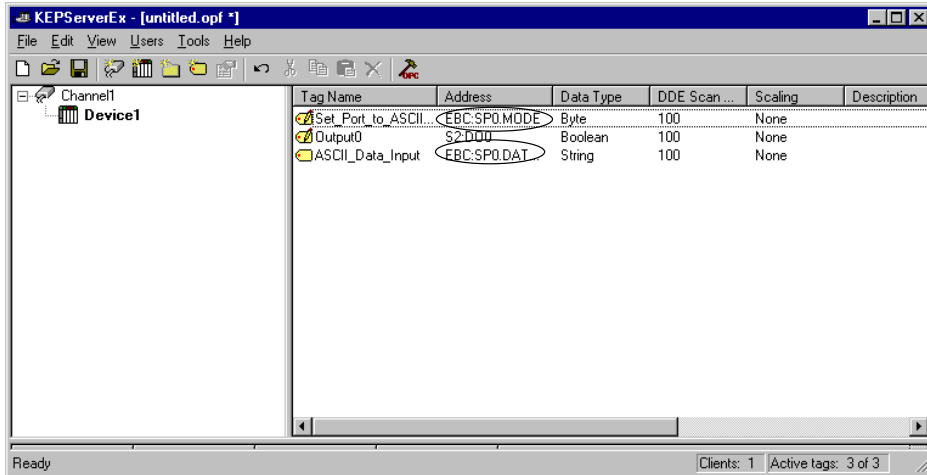 KEPServerEx - [untitled.opf *]
File Edit View Users Tools Help
OPC
Channel1
Device1
Tag Name Address Data Type DDE Scan ... Scaling Description
Set_Port_to_ASCII... EBC:SP0.MODE Byte 100 None
Output0 S2:DO0 Boolean 100 None
ASCII_Data_Input EBC:SP0.DAT... String 100 None
Ready Clients: 1 Active tags: 3 of 3